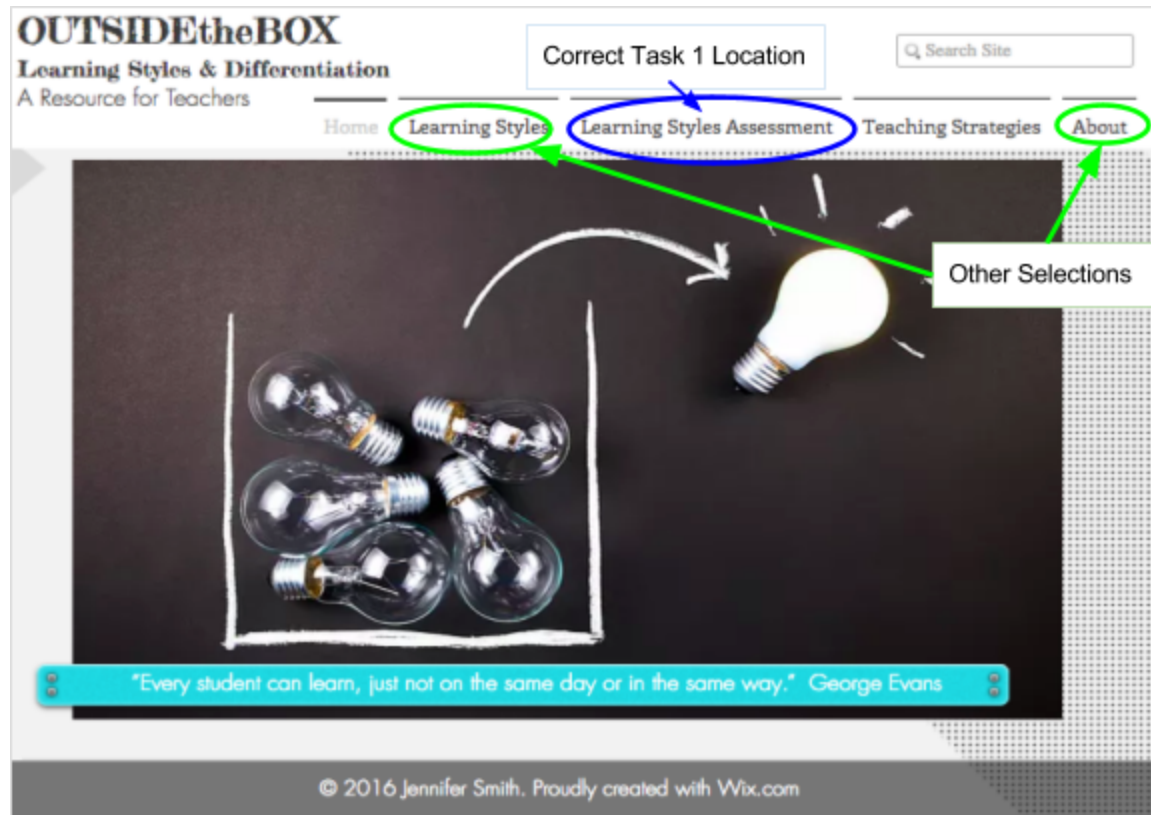 OUTSIDEtheBOX
Learning Styles & Differentiation
A Resource for Teachers
Correct Task 1 Location
Search Site
Home Learning Styles Learning Styles Assessment Teaching Strategies About
Other Selections
"Every student can learn, just not on the same day or in the same way." George Evans
© 2016 Jennifer Smith. Proudly created with Wix.com